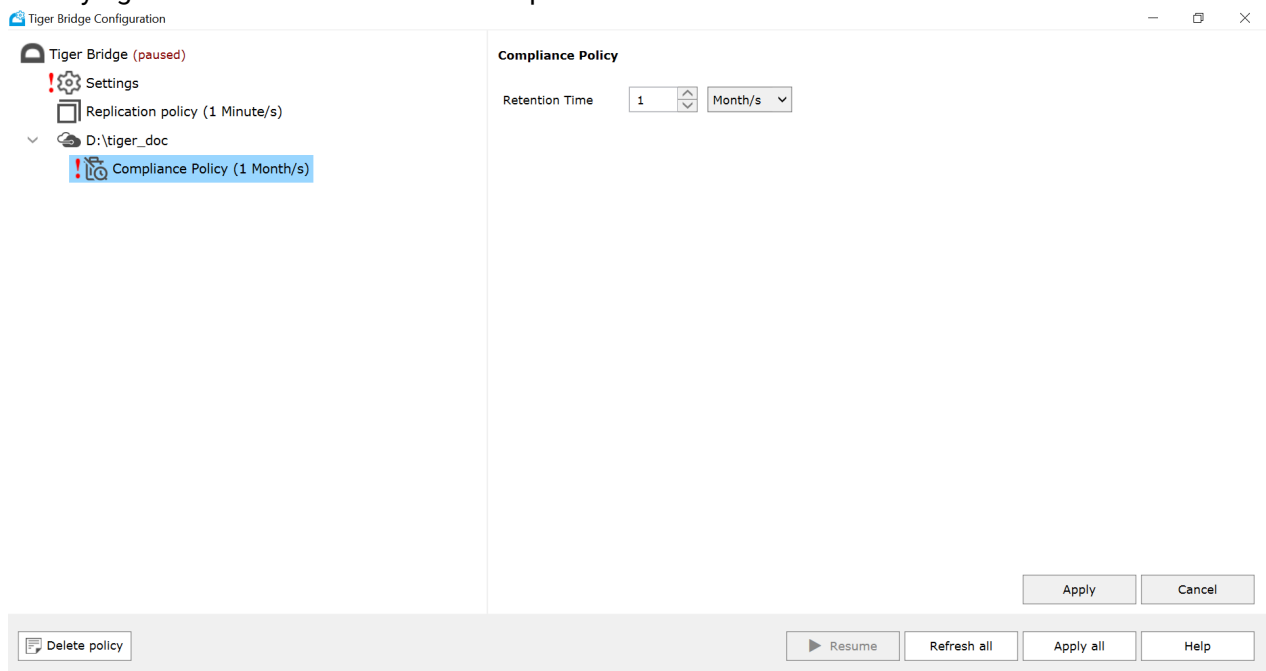 Tiger Bridge Configuration
Tiger Bridge (paused)
Settings
Replication policy (1 Minute/s)
D:\tiger_doc
Compliance Policy (1 Month/s)
Compliance Policy
Retention Time 1 Month/s
Apply Cancel
Delete policy Resume Refresh all Apply all Help